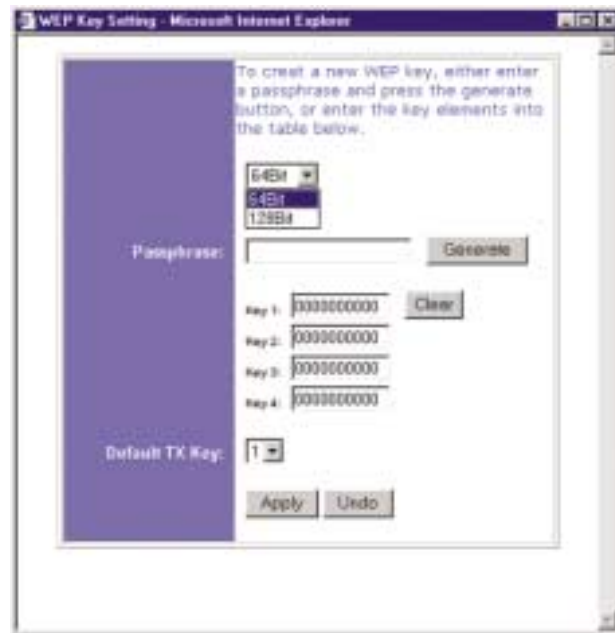 WEP Key Setting - Microsoft Internet Explorer
To creat a new WEP key, either enter
a passphrase and press the generate
button, or enter the key elements into
the table below.
64Bit
64Bit
128Bit
Passphrase:
Generate
Key 1: 0000000000 Clear
Key 2: 0000000000
Key 3: 0000000000
Key 4: 0000000000
Default TX Key: 1
Apply Undo